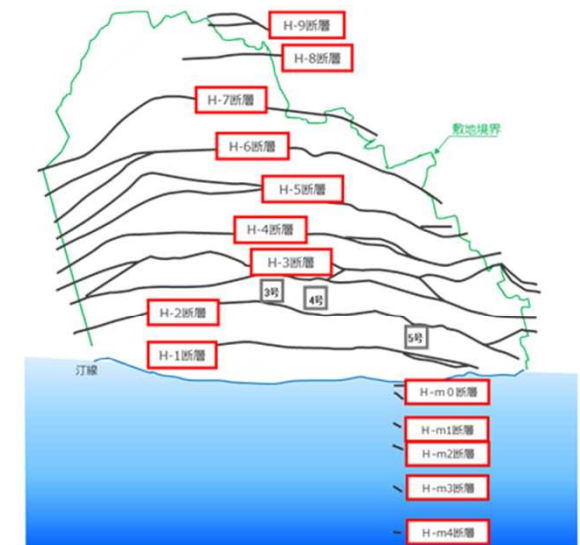 H-9断層
H-8断層
H-7断層
敷地境界
H-6断層
H-5断層
H-4断層
H-3断層
3号
4号
H-2断層
5号
H-1断層
汀線
H-m0断層
H-m1断層
H-m2断層
H-m3断層
H-m4断層